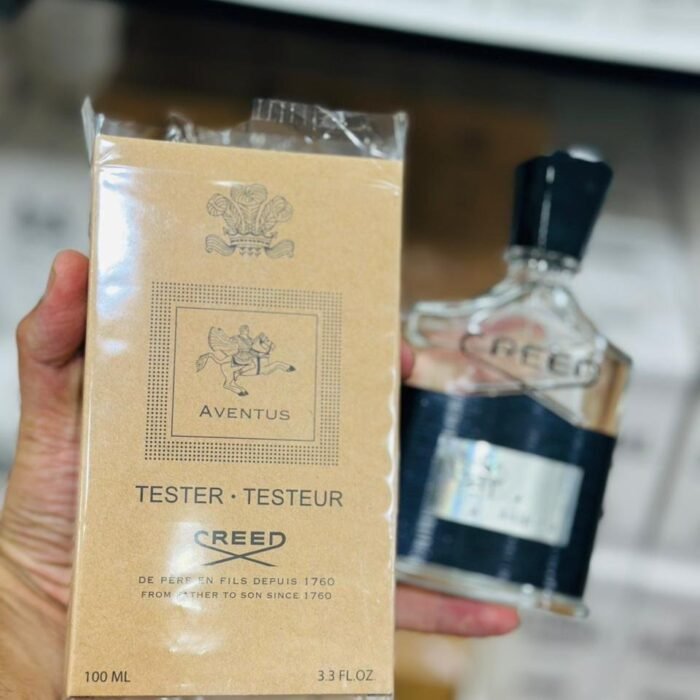 AVENTUS
TESTER · TESTEUR
CREED
DE PÈRE EN FILS DEPUIS 1760
FROM FATHER TO SON SINCE 1760
100 ML
3.3 FL.OZ
CREED